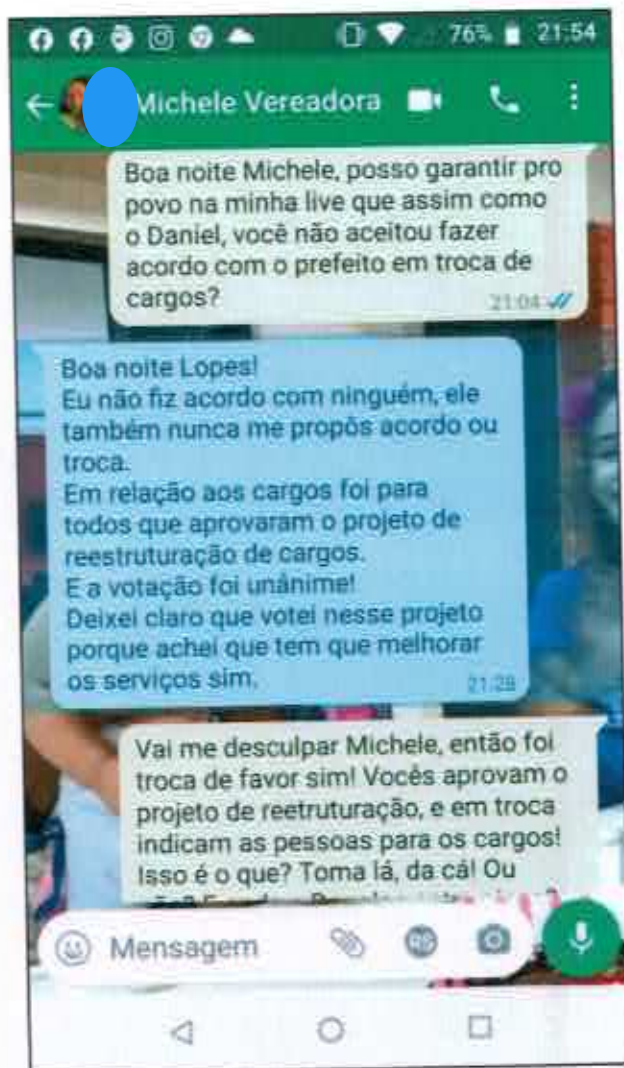 76% 21:54
Michele Vereadora
Boa noite Michele, posso garantir pro
povo na minha live que assim como
o Daniel, você não aceitou fazer
acordo com o prefeito em troca de
cargos?
21:04
Boa noite Lopes!
Eu não fiz acordo com ninguém, ele
também nunca me propôs acordo ou
troca.
Em relação aos cargos foi para
todos que aprovaram o projeto de
reestruturação de cargos.
E a votação foi unânime!
Deixei claro que votei nesse projeto
porque achei que tem que melhorar
os serviços sim.
21:28
Vai me desculpar Michele, então foi
troca de favor sim! Vocês aprovam o
projeto de reetruturação, e em troca
indicam as pessoas para os cargos!
Isso é o que? Toma lá, da cá! Ou
Mensagem